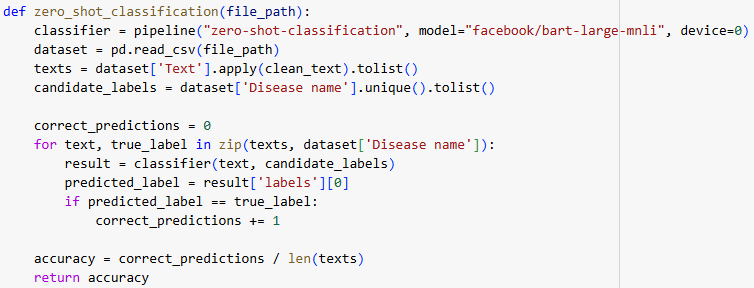 def zero_shot_classification(file_path):
    classifier = pipeline("zero-shot-classification", model="facebook/bart-large-mnli", device=0)
    dataset = pd.read_csv(file_path)
    texts = dataset['Text'].apply(clean_text).tolist()
    candidate_labels = dataset['Disease name'].unique().tolist()

    correct_predictions = 0
    for text, true_label in zip(texts, dataset['Disease name']):
        result = classifier(text, candidate_labels)
        predicted_label = result['labels'][0]
        if predicted_label == true_label:
            correct_predictions += 1

    accuracy = correct_predictions / len(texts)
    return accuracy